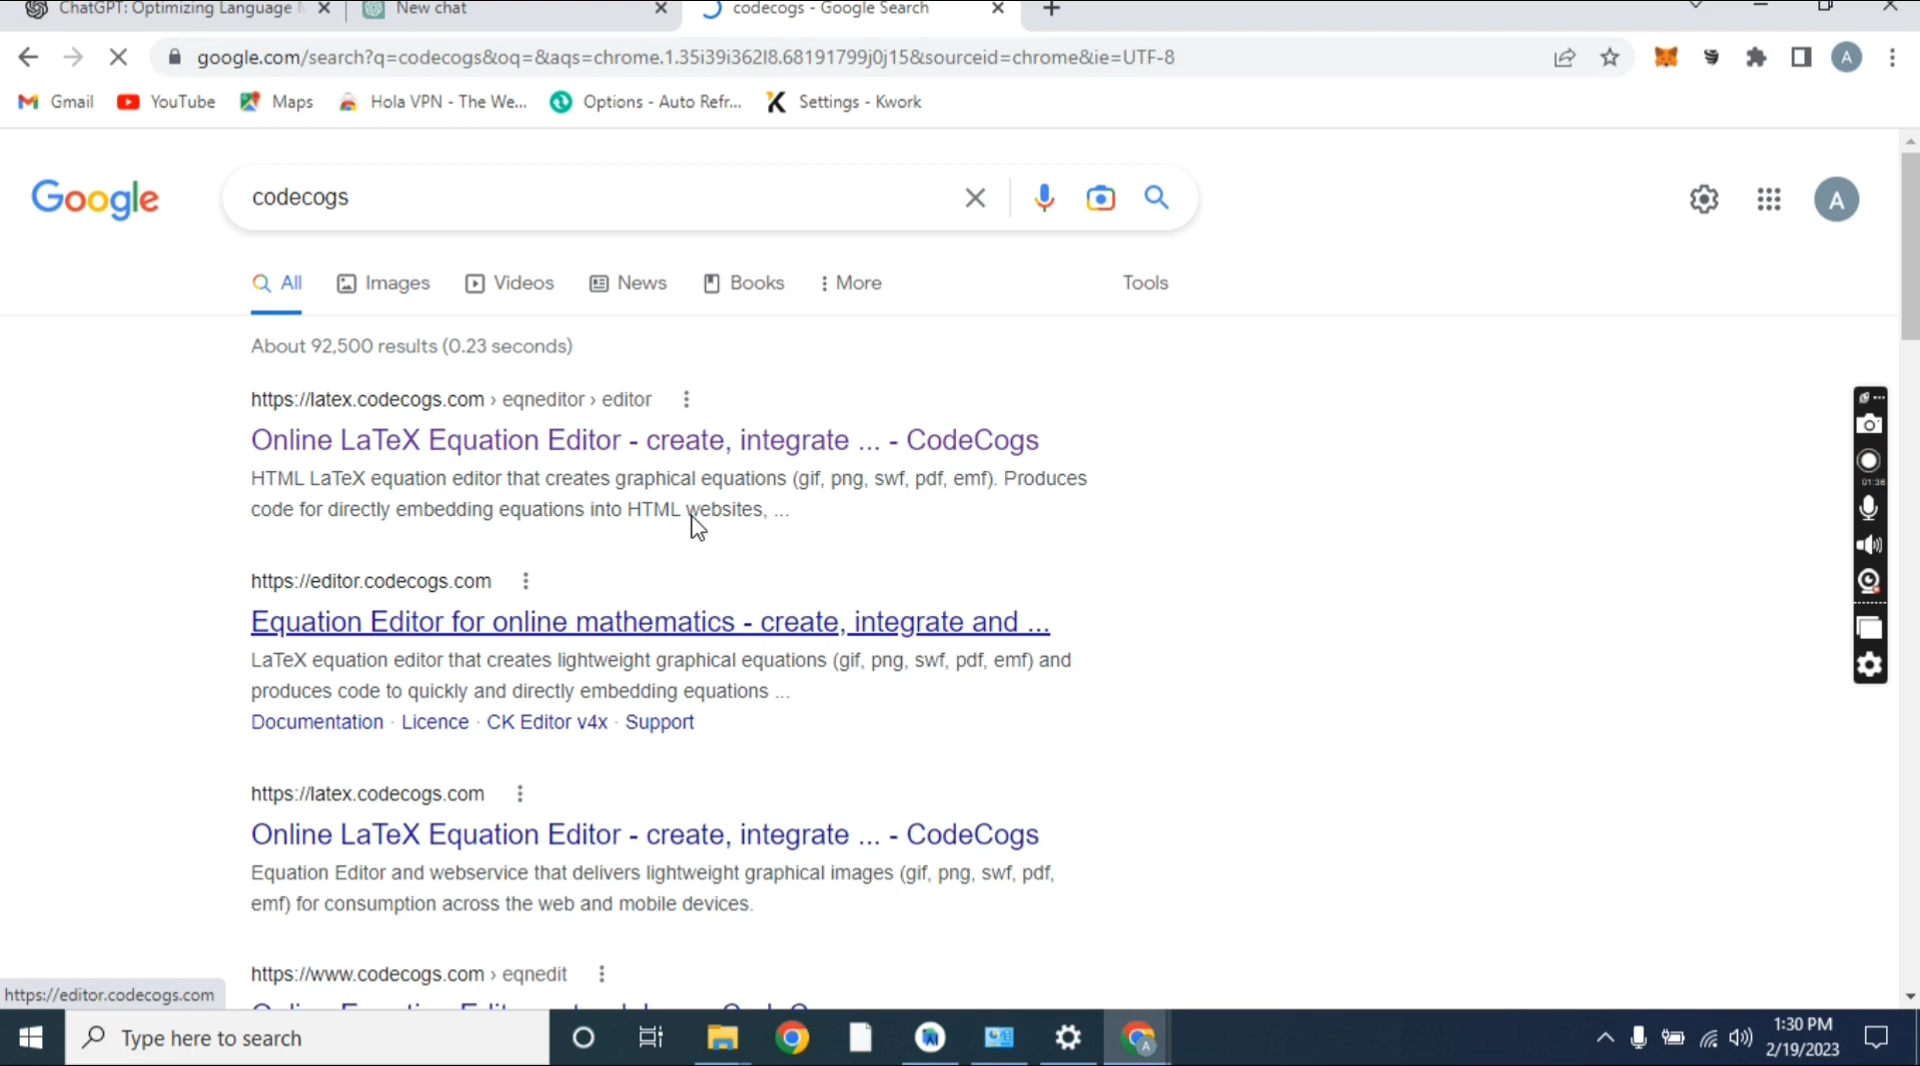 ChatGPT: Optimizing Language
New chat
codecogs - Google Search
google.com/search?q=codecogs&oq=&aqs=chrome.1.35i39i362l8.68191799j0j15&sourceid=chrome&ie=UTF-8
A
Gmail
YouTube
Maps
Hola VPN - The We...
Options - Auto Refr...
Settings - Kwork
Google
codecogs
A
All
Images
Videos
News
Books
More
Tools
About 92,500 results (0.23 seconds)
https://latex.codecogs.com › eqneditor › editor
Online LaTeX Equation Editor - create, integrate ... - CodeCogs
HTML LaTeX equation editor that creates graphical equations (gif, png, swf, pdf, emf). Produces
code for directly embedding equations into HTML websites, ...
01:36
https://editor.codecogs.com
Equation Editor for online mathematics - create, integrate and ...
LaTeX equation editor that creates lightweight graphical equations (gif, png, swf, pdf, emf) and
produces code to quickly and directly embedding equations ...
Documentation · Licence · CK Editor v4x · Support
https://latex.codecogs.com
Online LaTeX Equation Editor - create, integrate ... - CodeCogs
Equation Editor and webservice that delivers lightweight graphical images (gif, png, swf, pdf,
emf) for consumption across the web and mobile devices.
https://www.codecogs.com › eqnedit
https://editor.codecogs.com
Type here to search
A
1:30 PM
2/19/2023